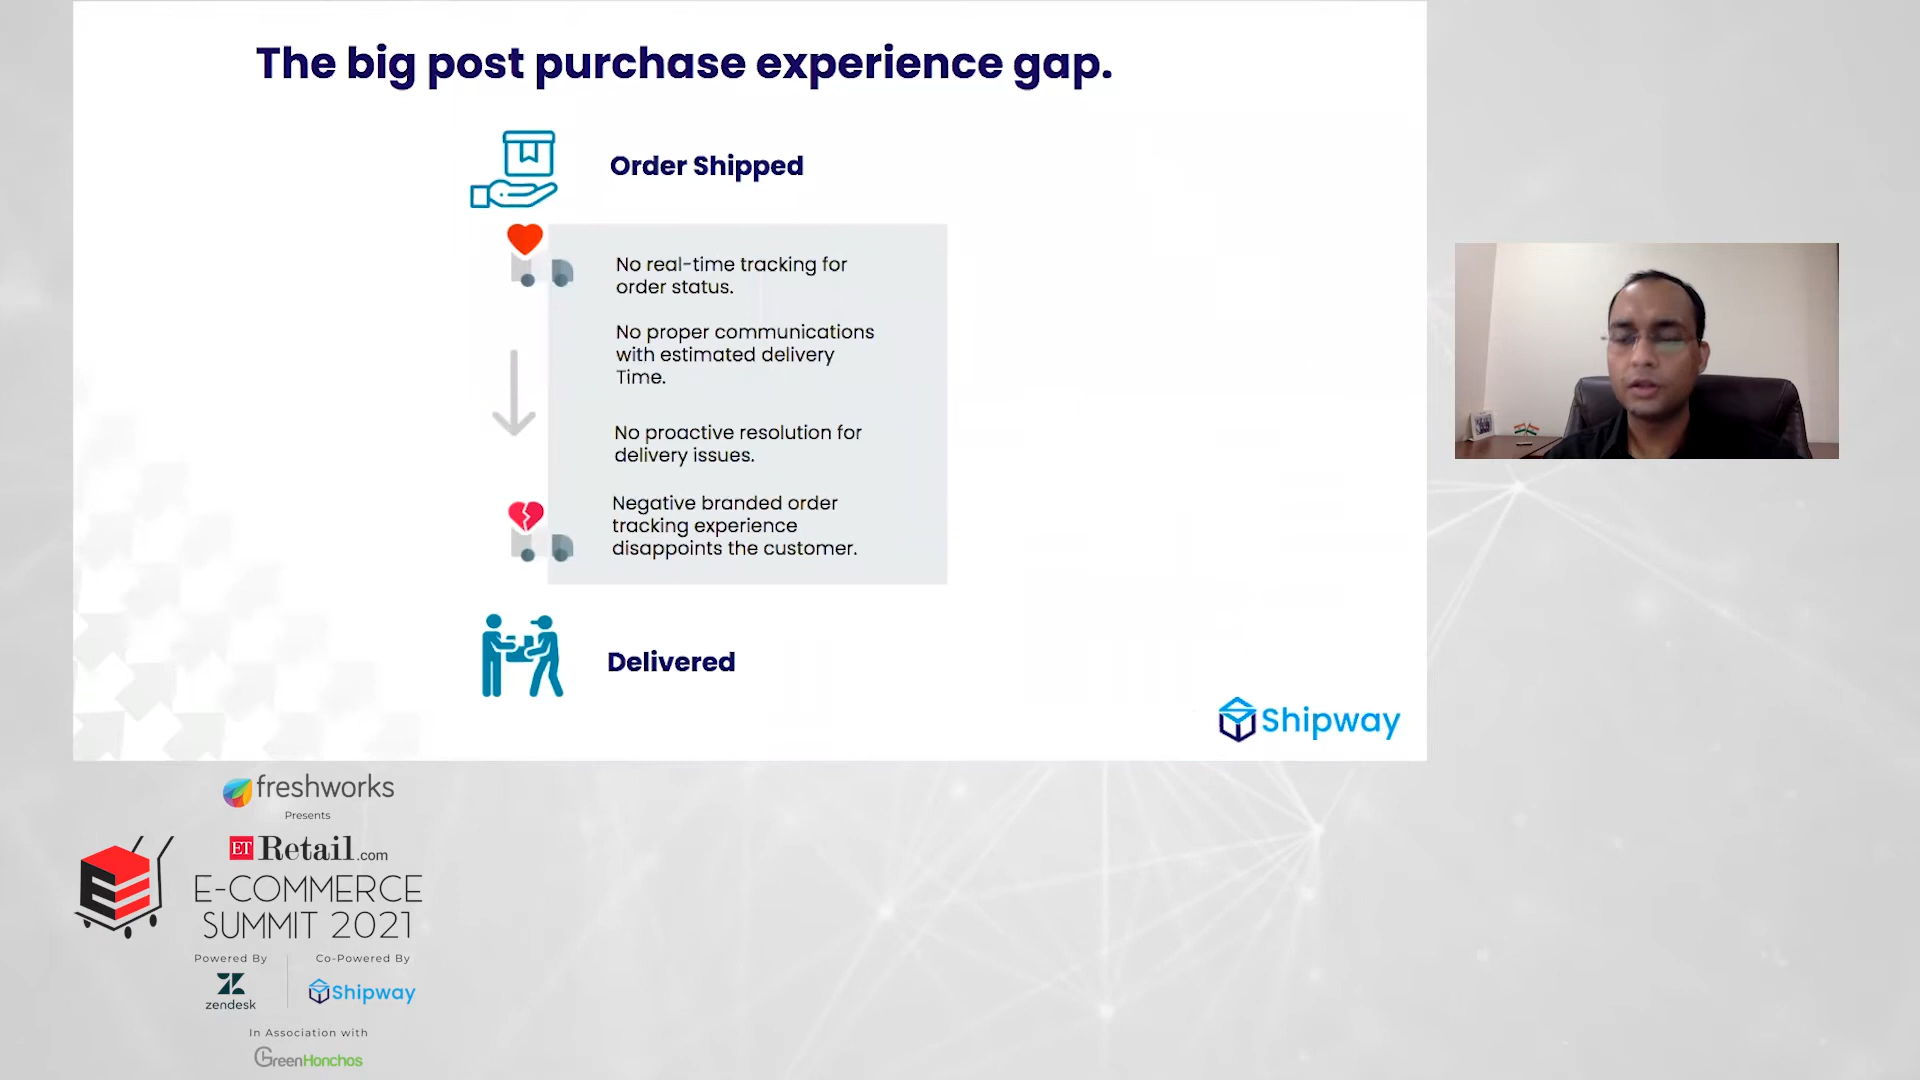 The big post purchase experience gap.
Order Shipped
No real-time tracking for
order status.
No proper communications
with estimated delivery
Time.
No proactive resolution for
delivery issues.
Negative branded order
tracking experience
disappoints the customer.
Delivered
Shipway
freshworks
Presents
ET Retail.com
E-COMMERCE
SUMMIT 2021
Powered By
Co-Powered By
zendesk
Shipway
In Association with
GreenHonchos